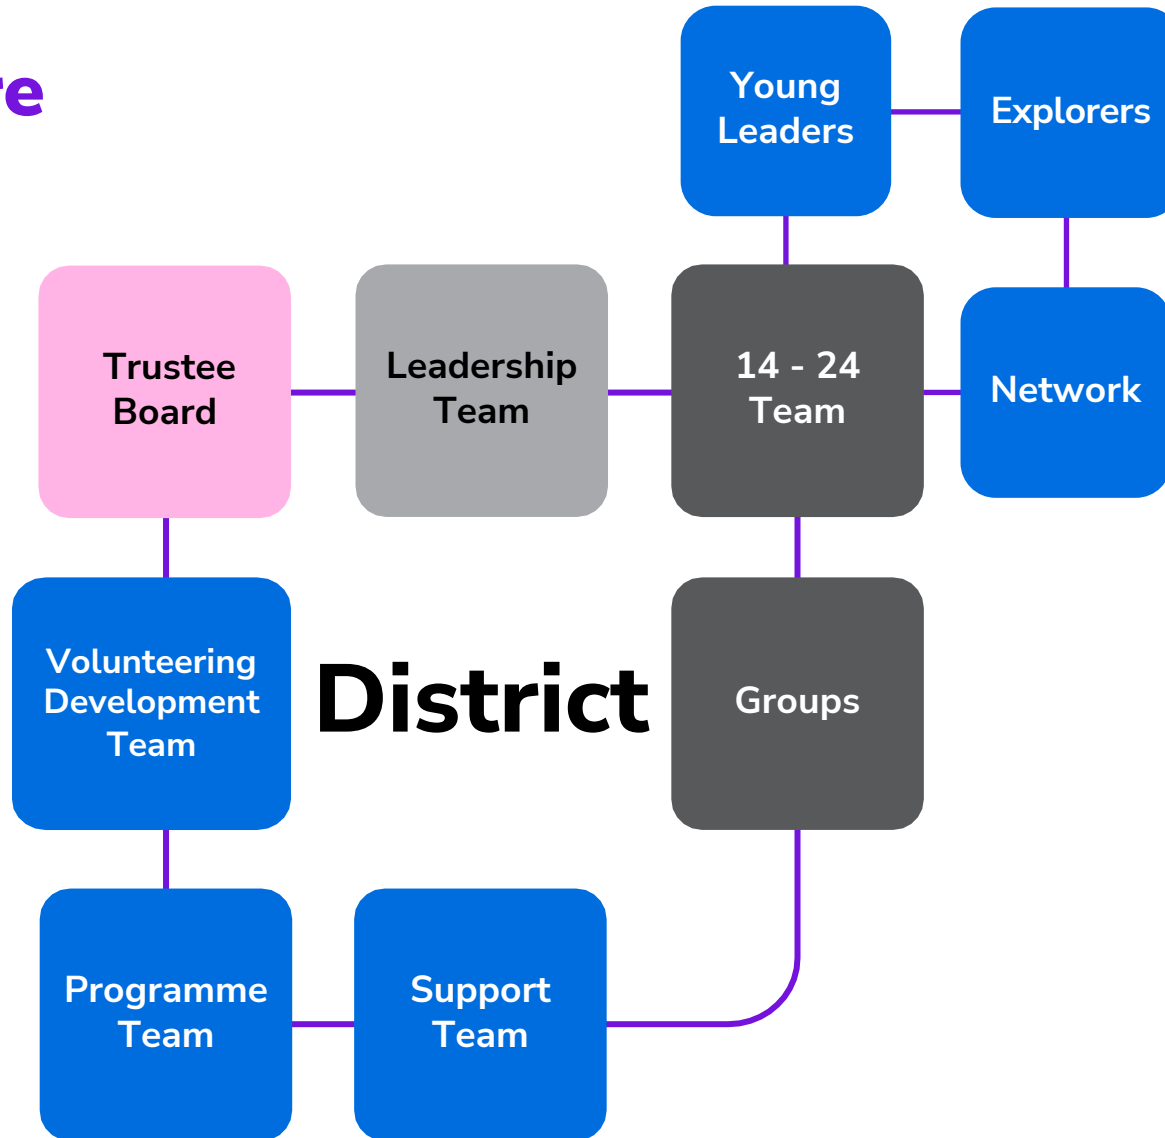 re
Young
Leaders
Explorers
Trustee
Board
Leadership
Team
14 - 24
Team
Network
Volunteering
Development
Team
District
Groups
Programme
Team
Support
Team